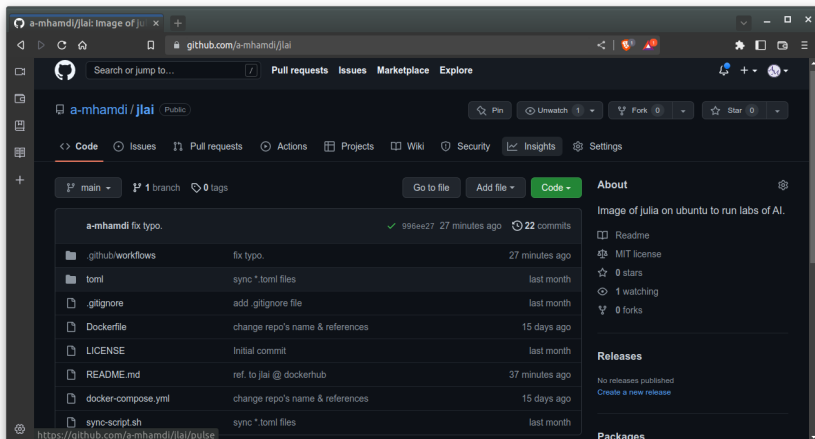 a-mhamdi/jlai: Image of ju
github.com/a-mhamdi/jlai
Search or jump to... / Pull requests Issues Marketplace Explore
a-mhamdi / jlai Public Pin Unwatch 1 Fork 0 Star 0
Code Issues Pull requests Actions Projects Wiki Security Insights Settings
main 1 branch 0 tags Go to file Add file Code
a-mhamdi fix typo. 996ee27 27 minutes ago 22 commits
.github/workflows fix typo. 27 minutes ago
toml sync *.toml files last month
.gitignore add .gitignore file last month
Dockerfile change repo's name & references 15 days ago
LICENSE Initial commit last month
README.md ref. to jlai @ dockerhub 37 minutes ago
docker-compose.yml change repo's name & references 15 days ago
sync-script.sh sync *.toml files last month
https://github.com/a-mhamdi/jlai/pulse
About
Image of julia on ubuntu to run labs of AI.
Readme
MIT license
0 stars
1 watching
0 forks
Releases
No releases published
Create a new release
Packages